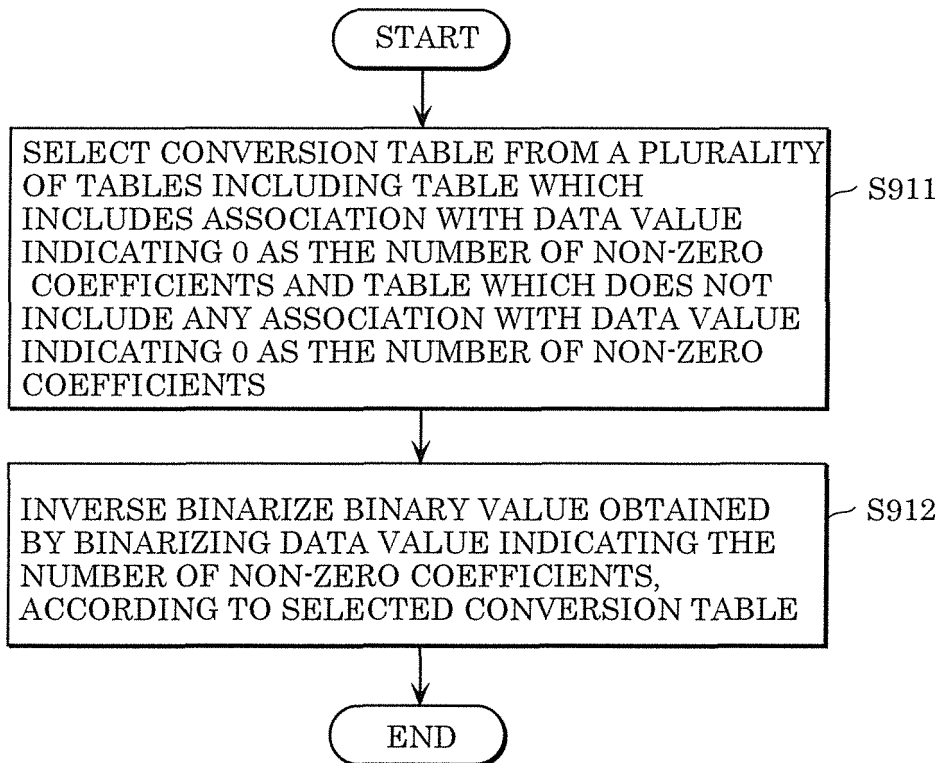 START
SELECT CONVERSION TABLE FROM A PLURALITY
OF TABLES INCLUDING TABLE WHICH
INCLUDES ASSOCIATION WITH DATA VALUE
INDICATING 0 AS THE NUMBER OF NON-ZERO
COEFFICIENTS AND TABLE WHICH DOES NOT
INCLUDE ANY ASSOCIATION WITH DATA VALUE
INDICATING 0 AS THE NUMBER OF NON-ZERO
COEFFICIENTS
S911
INVERSE BINARIZE BINARY VALUE OBTAINED
BY BINARIZING DATA VALUE INDICATING THE
NUMBER OF NON-ZERO COEFFICIENTS,
ACCORDING TO SELECTED CONVERSION TABLE
S912
END